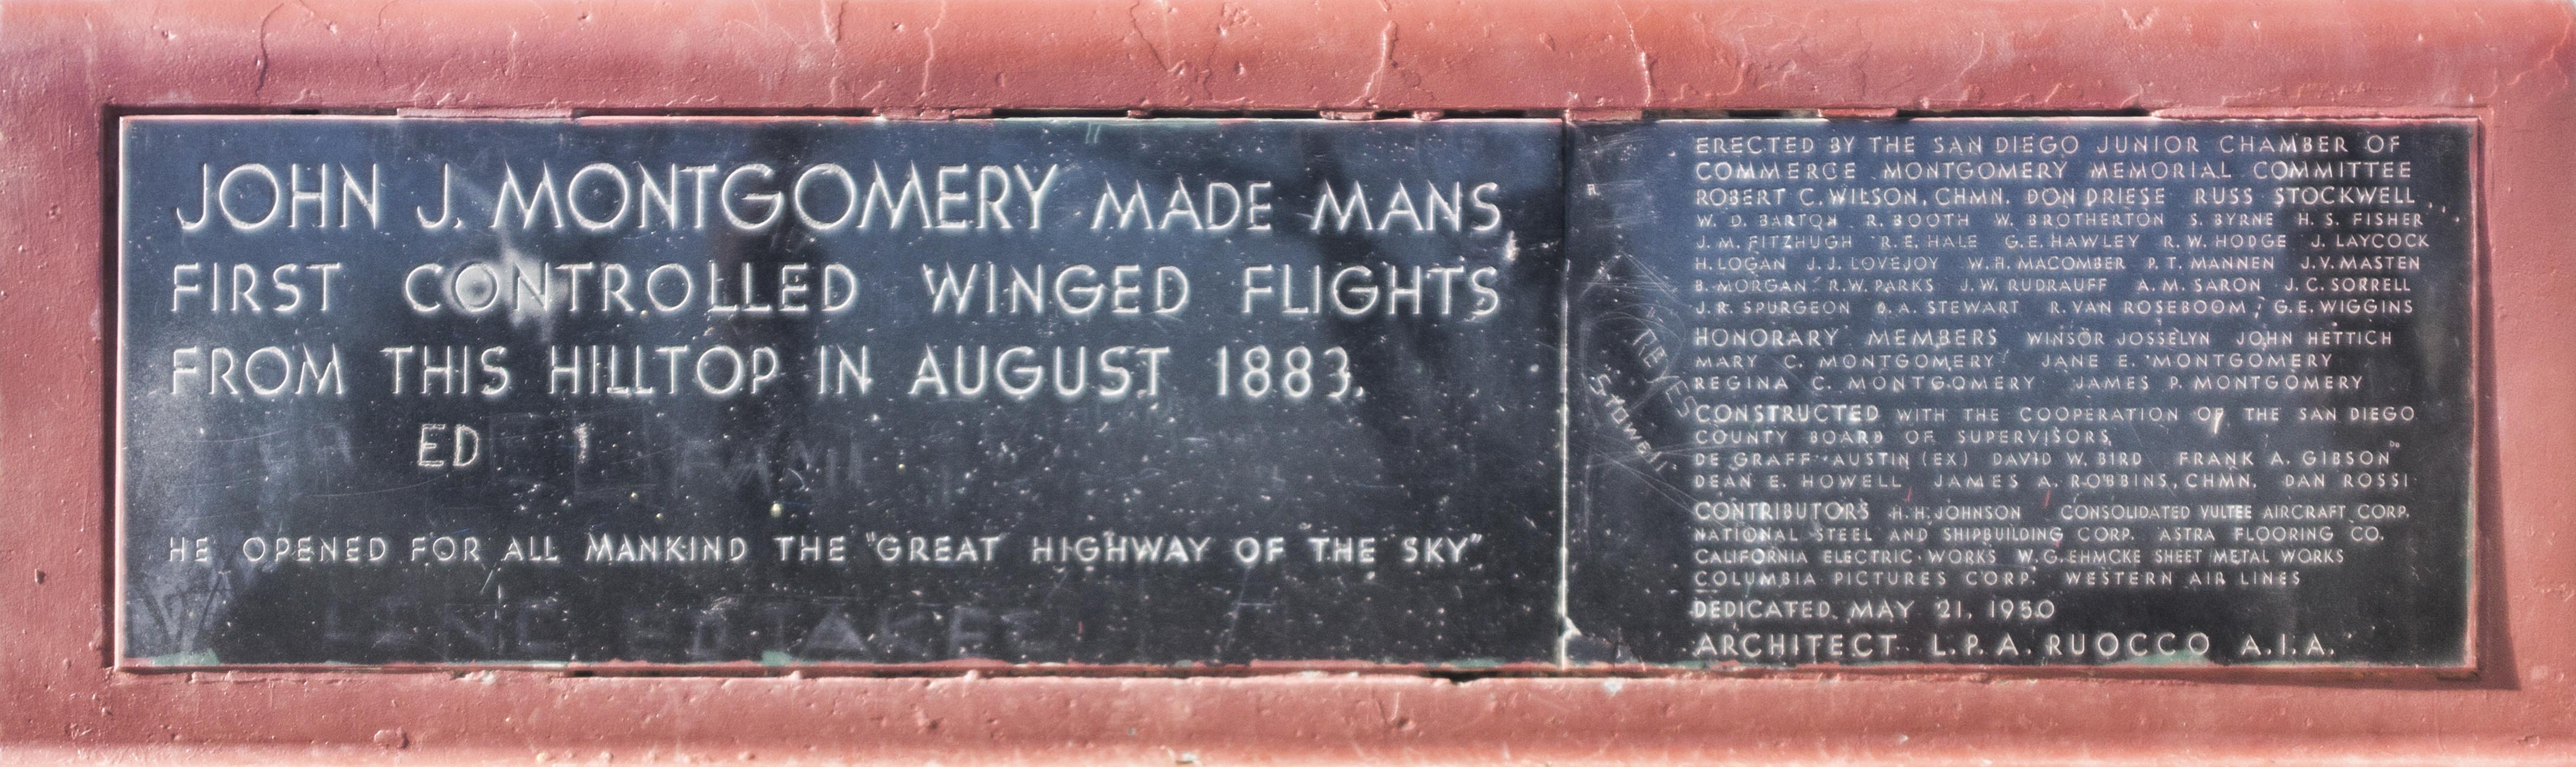 JOHN J. MONTGOMERY MADE MANS
FIRST CONTROLLED WINGED FLIGHTS
FROM THIS HILLTOP IN AUGUST 1883.
ED
HE OPENED FOR ALL MANKIND THE "GREAT HIGHWAY OF THE SKY"
"REYES
Stowell
ERECTED BY THE SAN DIEGO JUNIOR CHAMBER OF
COMMERCE MONTGOMERY MEMORIAL COMMITTEE
ROBERT C. WILSON, CHMN. DON DRIESE RUSS STOCKWELL
W. D. BARTON R. BOOTH W. BROTHERTON S. BYRNE H. S. FISHER
J. M. FITZHUGH R. E. HALE G. E. HAWLEY R. W. HODGE J. LAYCOCK
H. LOGAN J. J. LOVEJOY W. H. MACOMBER P. T. MANNEN J. V. MASTEN
B. MORGAN R. W. PARKS J. W. RUDRAUFF A. M. SARON J. C. SORRELL
J. R. SPURGEON D. A. STEWART R. VAN ROSEBOOM G. E. WIGGINS
HONORARY MEMBERS WINSOR JOSSELYN JOHN HETTICH
MARY C. MONTGOMERY JANE E. MONTGOMERY
REGINA C. MONTGOMERY JAMES P. MONTGOMERY
CONSTRUCTED WITH THE COOPERATION OF THE SAN DIEGO
COUNTY BOARD OF SUPERVISORS,
DE GRAFF AUSTIN (EX) DAVID W. BIRD FRANK A. GIBSON
DEAN E. HOWELL JAMES A. ROBBINS, CHMN. DAN ROSSI
CONTRIBUTORS H. H. JOHNSON CONSOLIDATED VULTEE AIRCRAFT CORP.
NATIONAL STEEL AND SHIPBUILDING CORP. ASTRA FLOORING CO.
CALIFORNIA ELECTRIC WORKS W. G. EHMCKE SHEET METAL WORKS
COLUMBIA PICTURES CORP. WESTERN AIR LINES
DEDICATED MAY 21, 1950
ARCHITECT L. P. A. RUOCCO A.I.A.